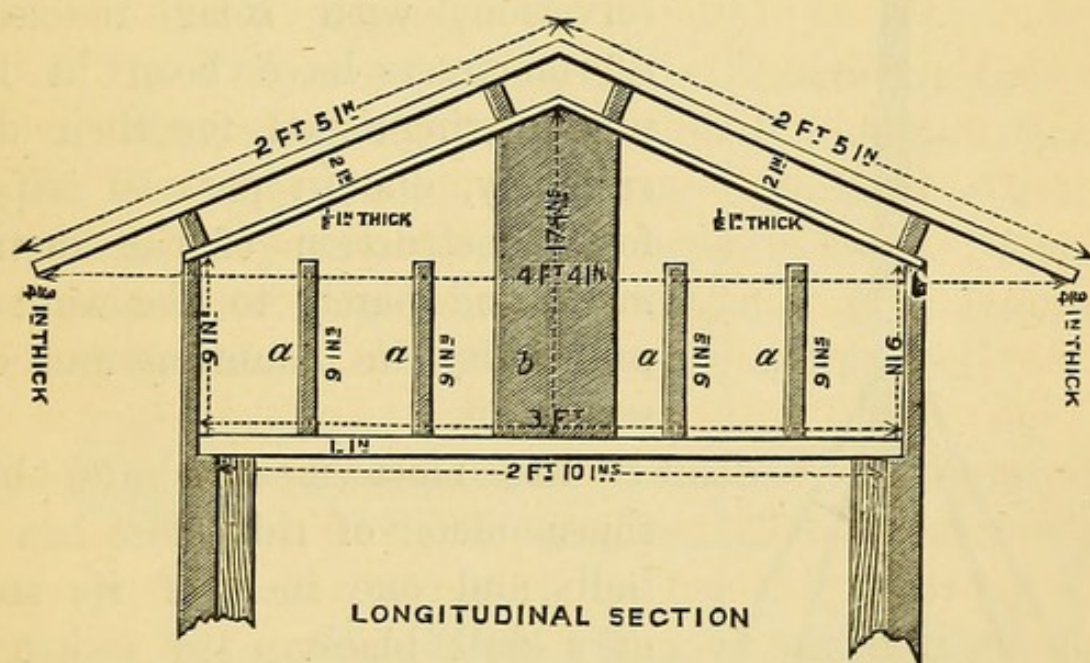 2 FT 5 IN
2 FT 5 IN
2 IN
2 IN
½ IN THICK
½ IN THICK
17½ INS
4 FT 4 IN
¾ IN THICK
¾ IN THICK
9 IN
a
9 INS
a
9 INS
b
a
9 INS
a
9 INS
9 IN
3 FT
1 IN
2 FT 10 INS
LONGITUDINAL SECTION